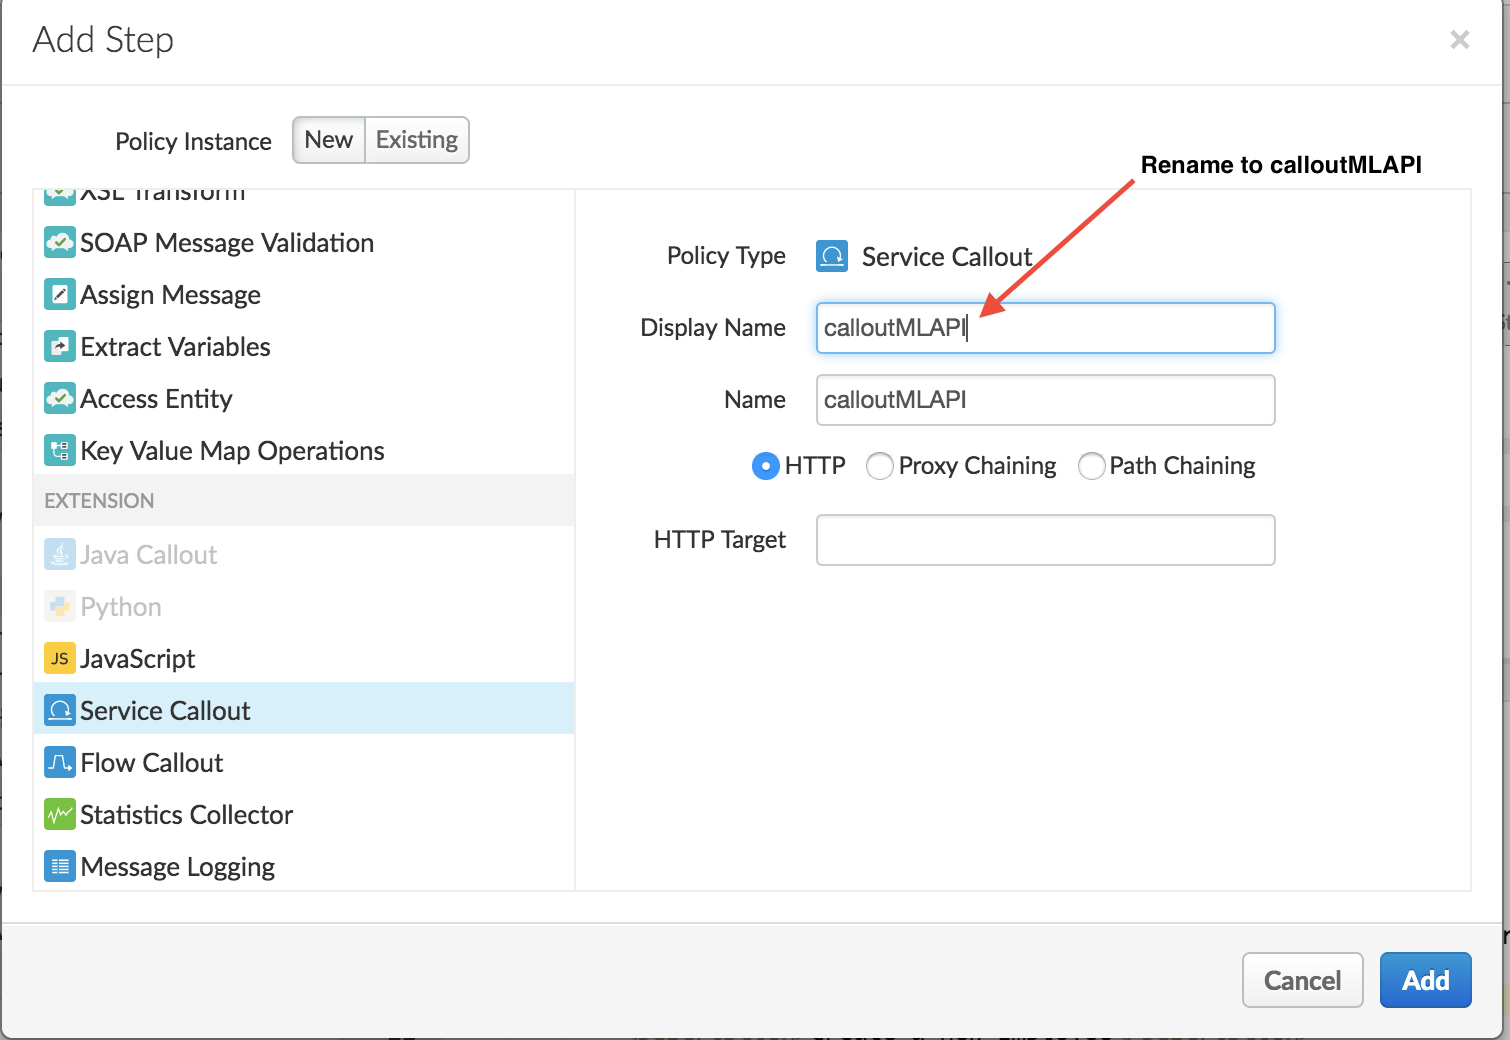 Add Step
×
Policy Instance New Existing
Rename to calloutMLAPI
XSL Transform
SOAP Message Validation
Assign Message
Extract Variables
Access Entity
Key Value Map Operations
EXTENSION
Java Callout
Python
JS JavaScript
Service Callout
Flow Callout
Statistics Collector
Message Logging
Policy Type Service Callout
Display Name calloutMLAPI
Name calloutMLAPI
HTTP Proxy Chaining Path Chaining
HTTP Target
Cancel Add